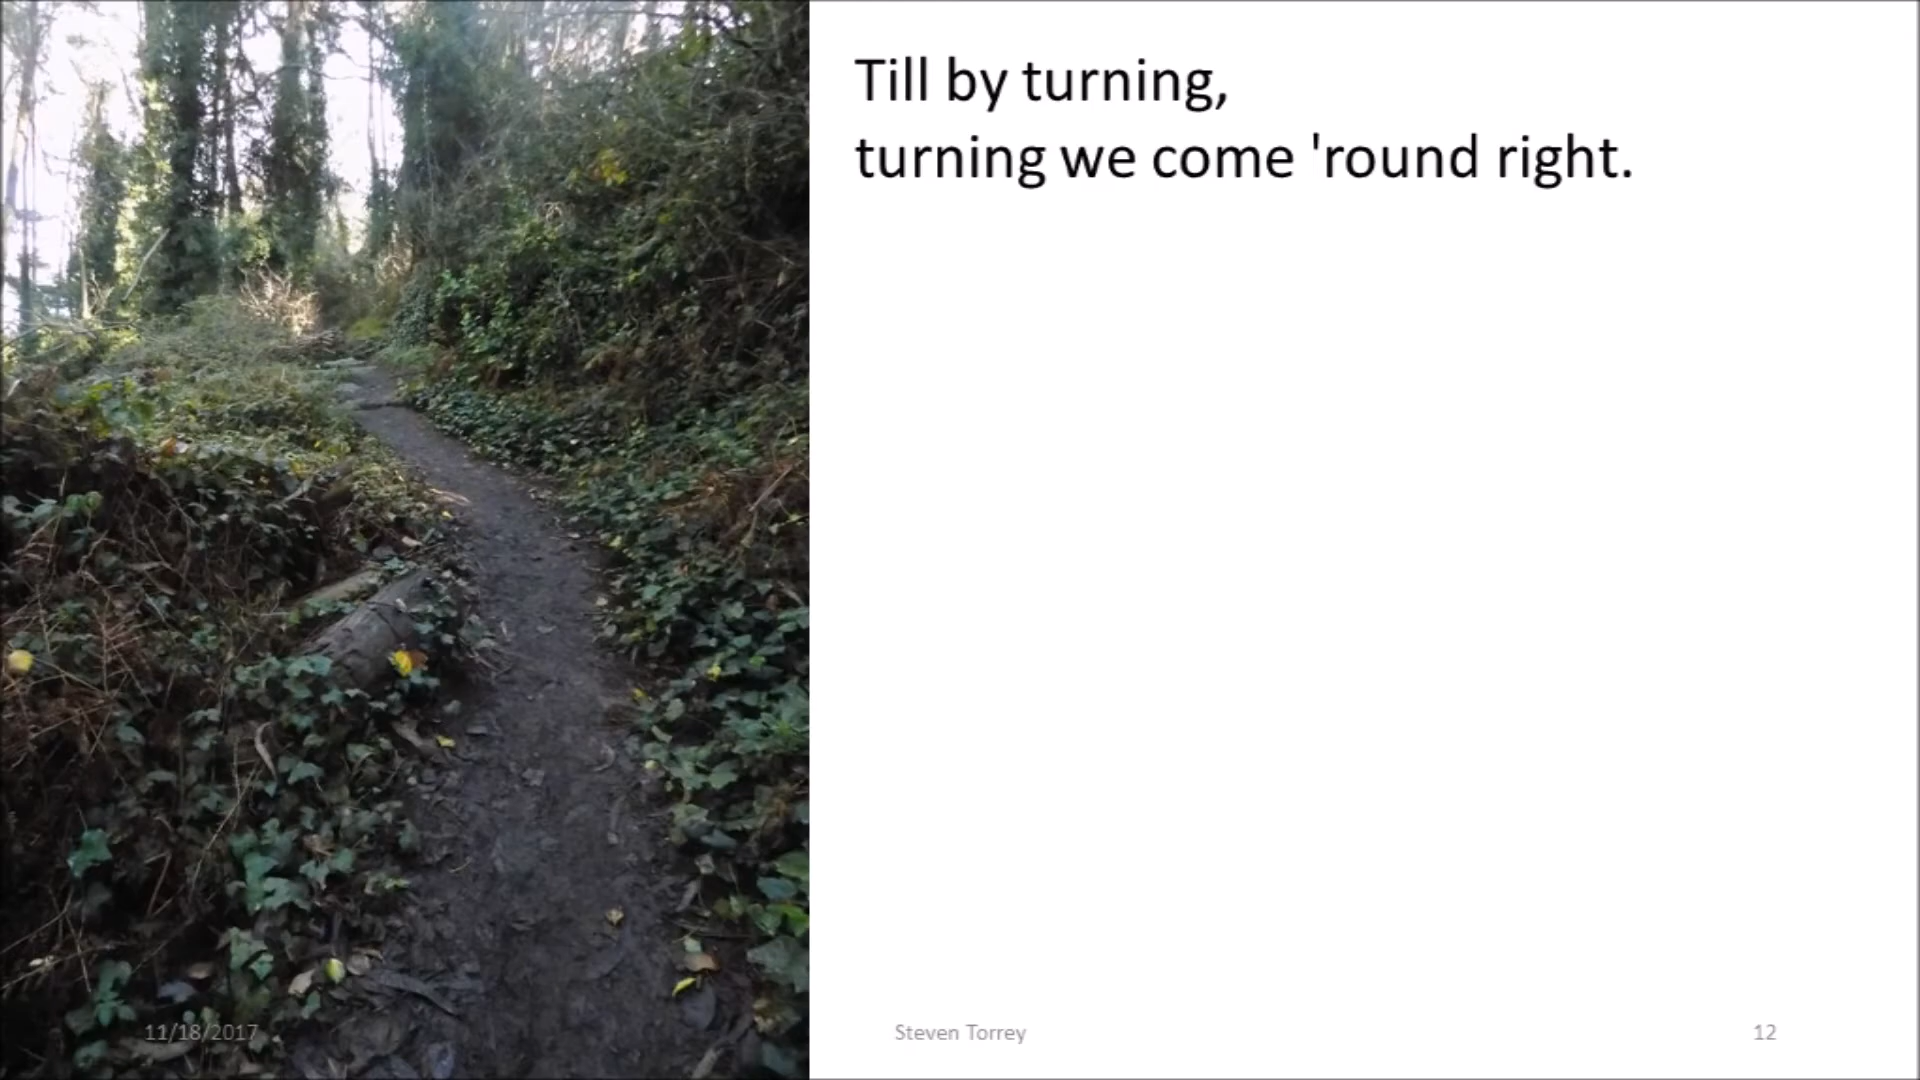 Till by turning,
turning we come 'round right.
11/18/2017
Steven Torrey
12